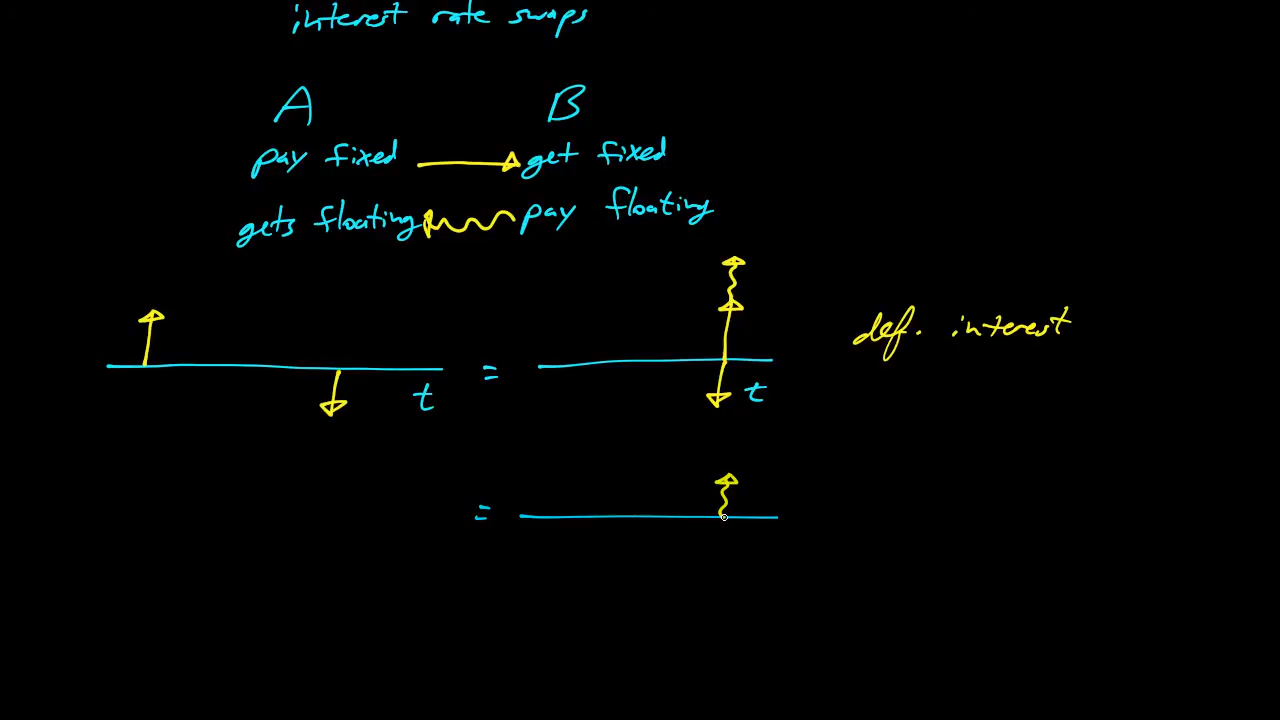 interest rate swaps
A B
pay fixed get fixed
gets floating pay floating
def. interest
= t t
=